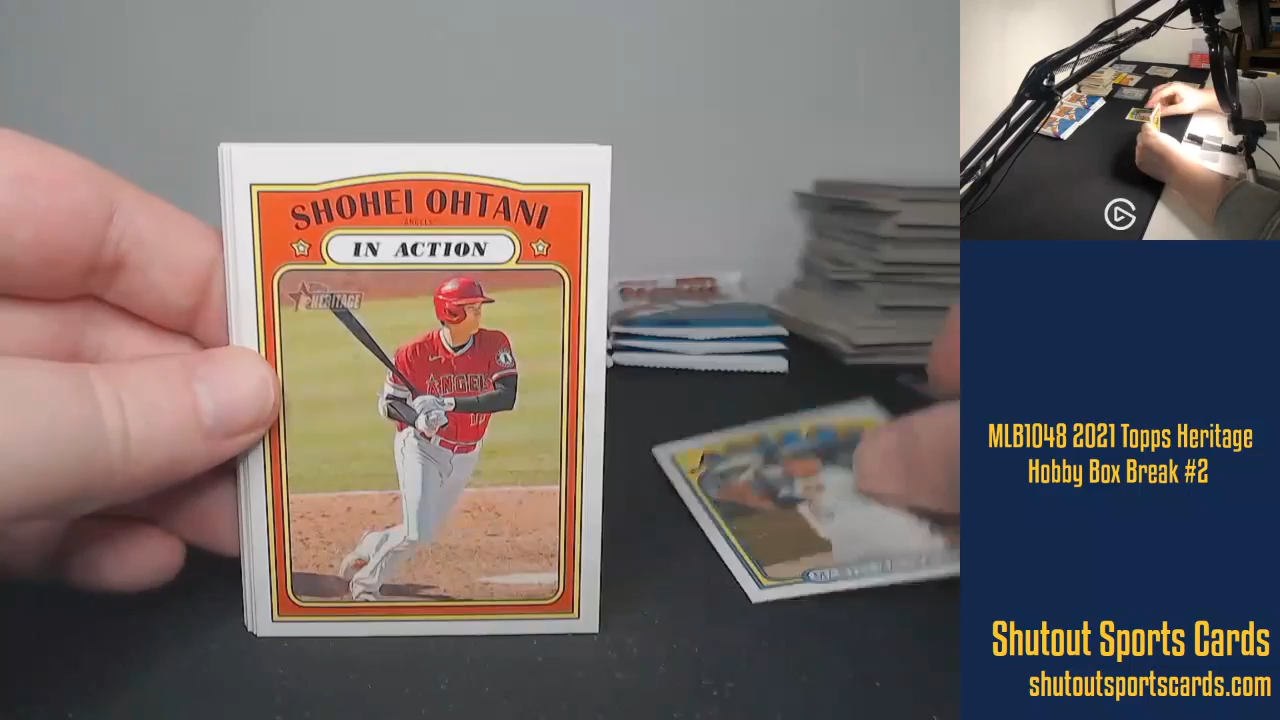 SHOHEI OHTANI
ANGELS
IN ACTION
HERITAGE
ANGELS
MLB1048 2021 Topps Heritage
Hobby Box Break #2
Shutout Sports Cards
shutoutsportscards.com